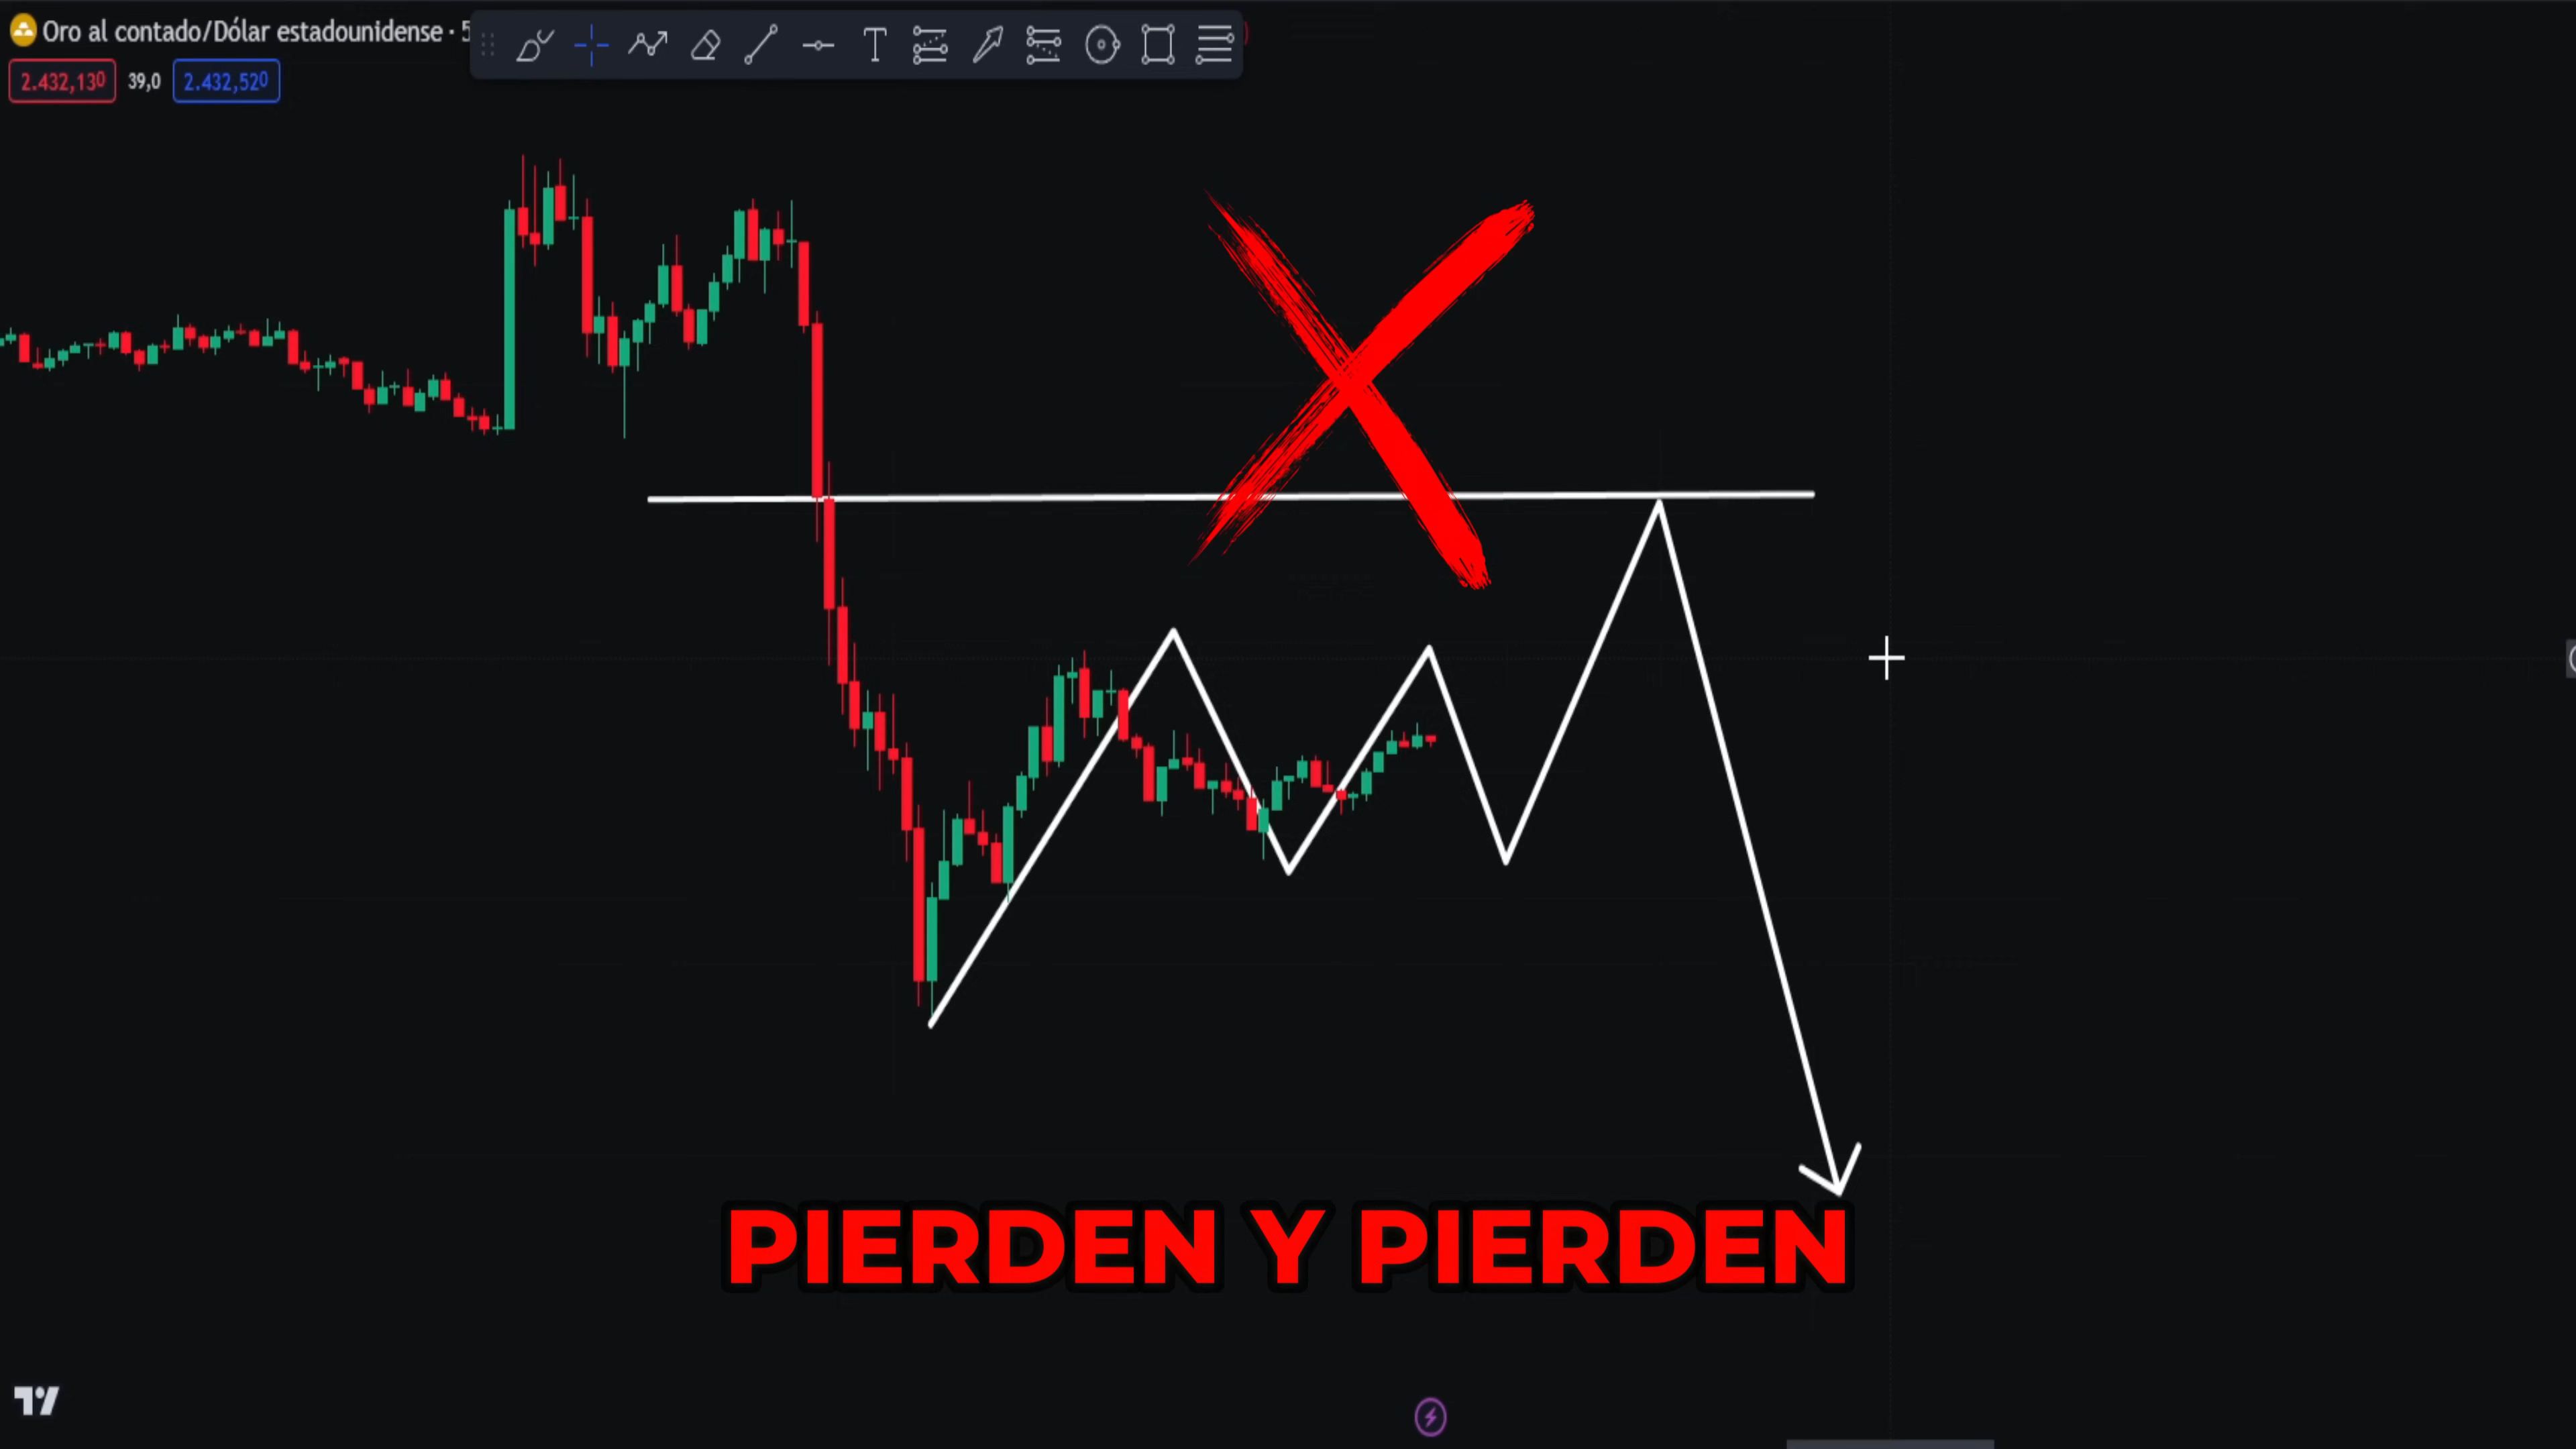 Oro al contado/Dólar estadounidense · 5
2.432,130 39,0 2.432,520
T
PIERDEN Y PIERDEN